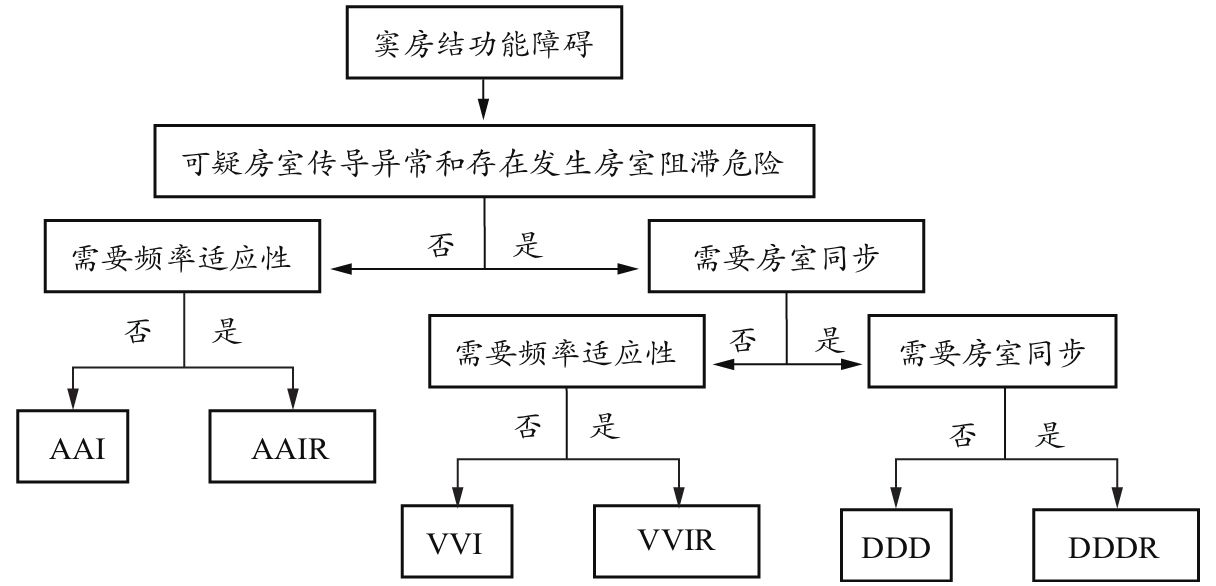 窦房结功能障碍
可疑房室传导异常和存在发生房室阻滞危险
否 是
需要频率适应性
需要房室同步
否 是
需要频率适应性
否 是
需要房室同步
AAI
AAIR
否 是
否 是
VVI
VVIR
DDD
DDDR